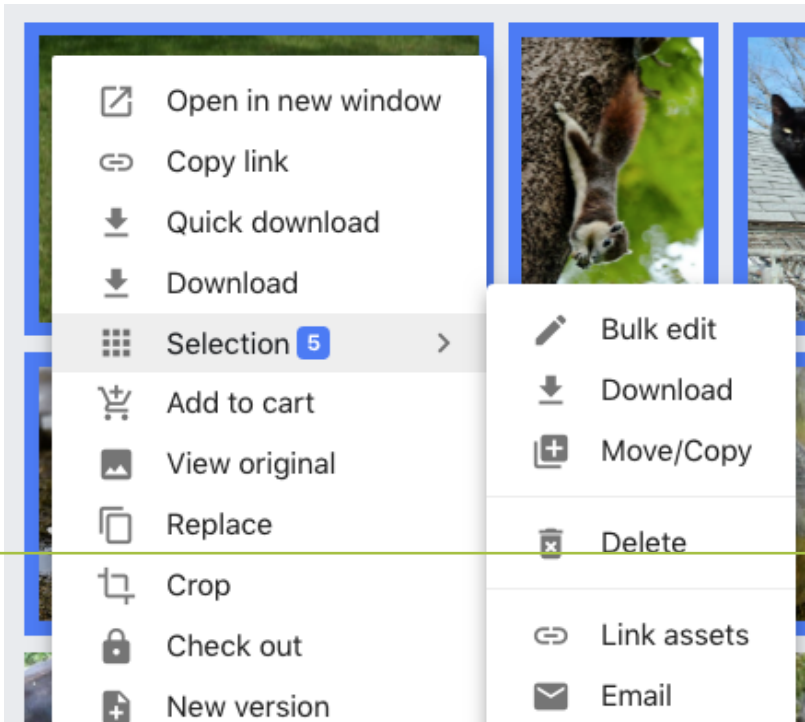 Open in new window
Copy link
Quick download
Download
Selection 5
Add to cart
View original
Replace
Crop
Check out
New version
Bulk edit
Download
Move/Copy
Delete
Link assets
Email